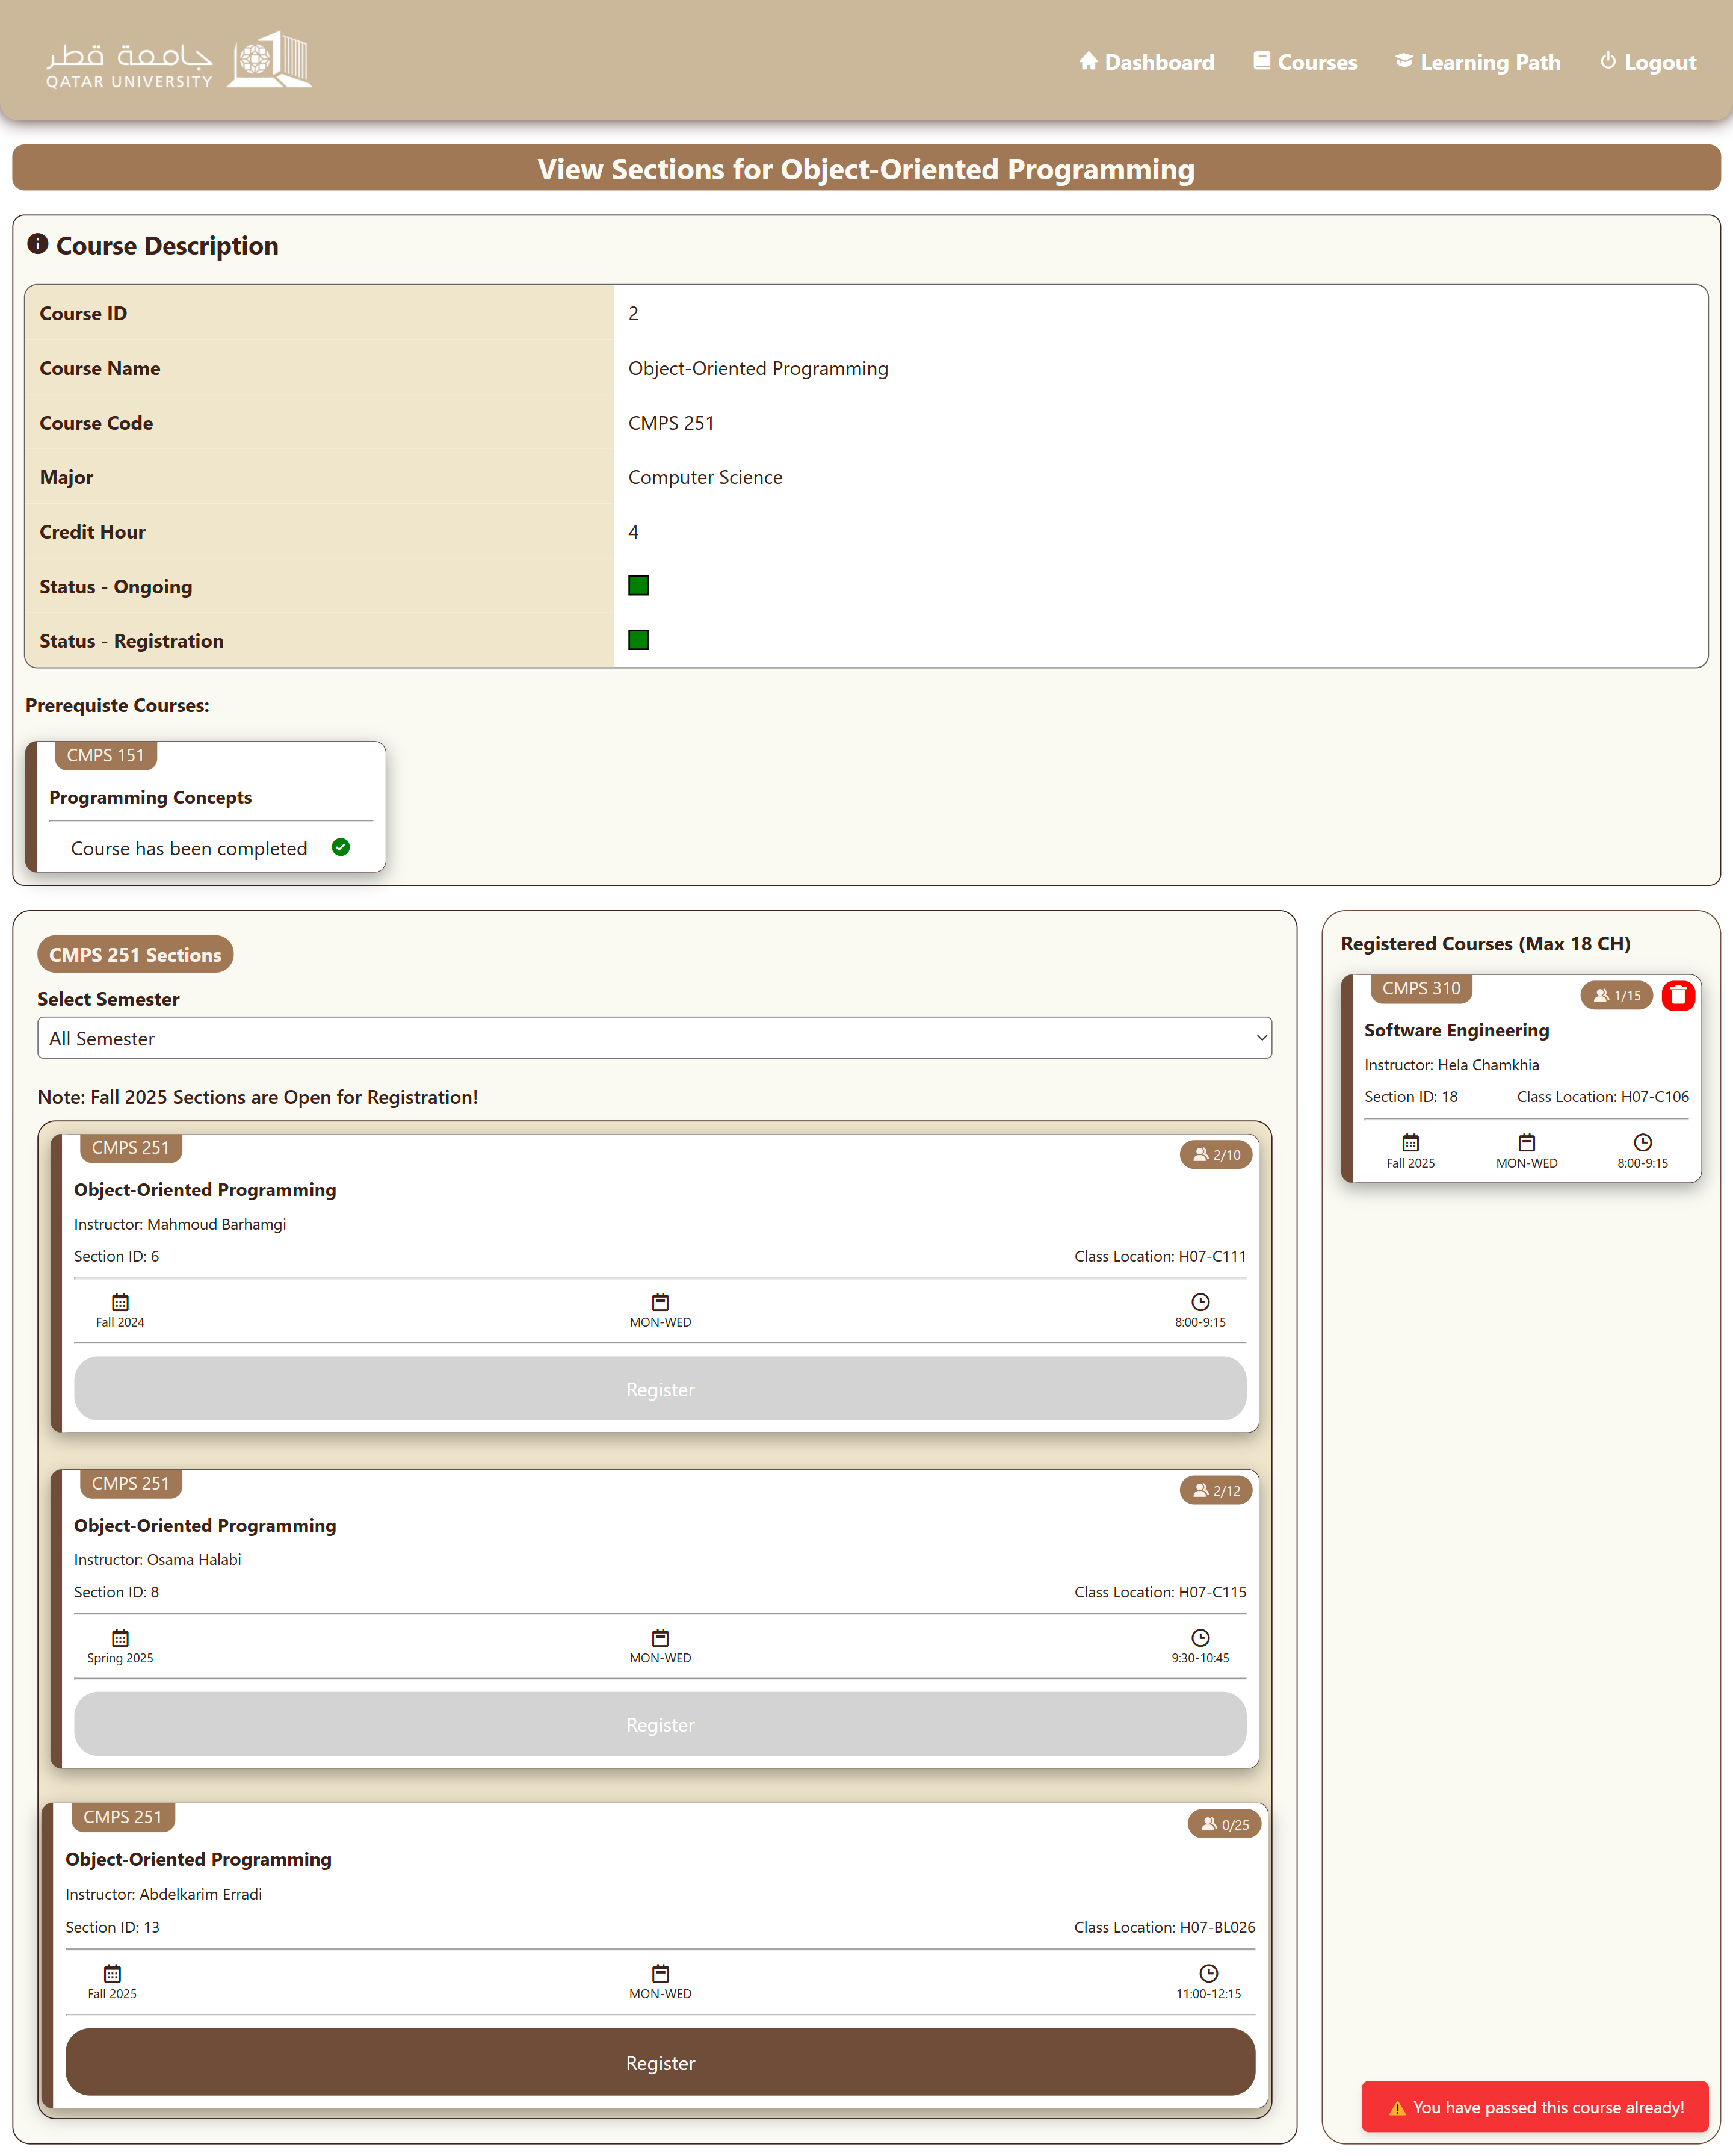 جامعة قطر
QATAR UNIVERSITY
Dashboard
Courses
Learning Path
Logout
View Sections for Object-Oriented Programming
Course Description
Course ID 2
Course Name Object-Oriented Programming
Course Code CMPS 251
Major Computer Science
Credit Hour 4
Status - Ongoing
Status - Registration
Prerequiste Courses:
CMPS 151
Programming Concepts
Course has been completed
CMPS 251 Sections
Select Semester
All Semester
Note: Fall 2025 Sections are Open for Registration!
CMPS 251
2/10
Object-Oriented Programming
Instructor: Mahmoud Barhamgi
Section ID: 6 Class Location: H07-C111
Fall 2024 MON-WED 8:00-9:15
Register
CMPS 251
2/12
Object-Oriented Programming
Instructor: Osama Halabi
Section ID: 8 Class Location: H07-C115
Spring 2025 MON-WED 9:30-10:45
Register
CMPS 251
0/25
Object-Oriented Programming
Instructor: Abdelkarim Erradi
Section ID: 13 Class Location: H07-BL026
Fall 2025 MON-WED 11:00-12:15
Register
Registered Courses (Max 18 CH)
CMPS 310
1/15
Software Engineering
Instructor: Hela Chamkhia
Section ID: 18 Class Location: H07-C106
Fall 2025 MON-WED 8:00-9:15
You have passed this course already!